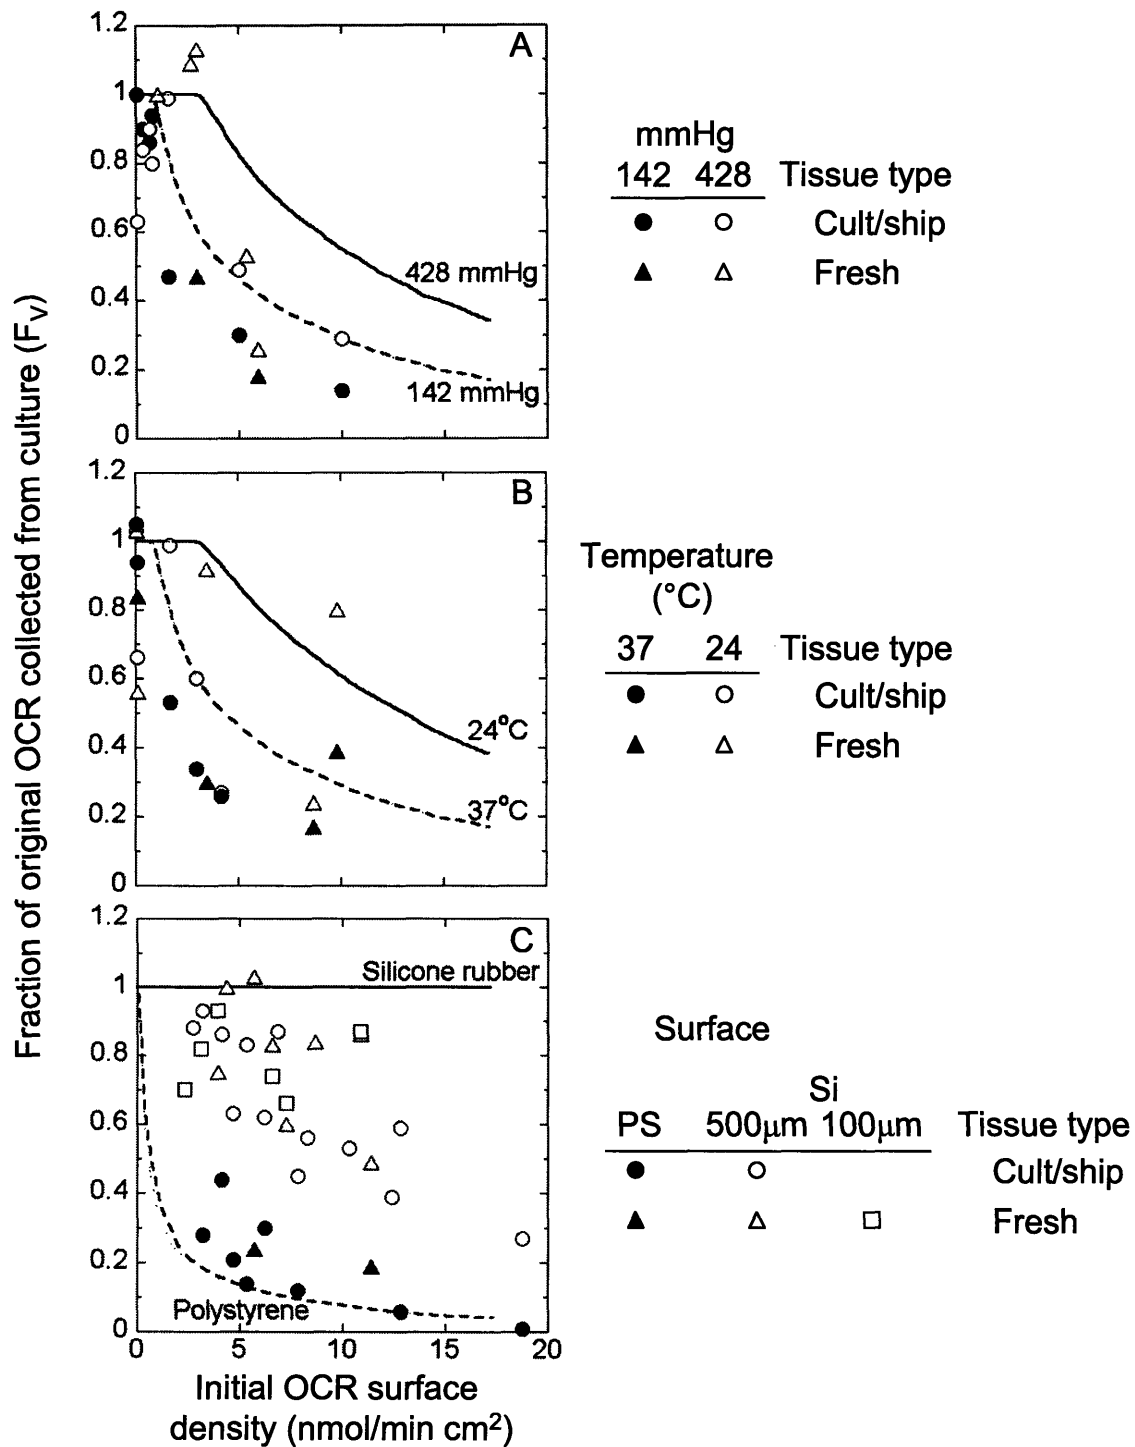 Fraction of original OCR collected from culture (Fv)
1.2
1
0.8
0.6
0.4
0.2
0
A
428 mmHg
142 mmHg
mmHg
142 428 Tissue type
Cult/ship
Fresh
1.2
1
0.8
0.6
0.4
0.2
0
B
24°C
37°C
Temperature
(°C)
37 24 Tissue type
Cult/ship
Fresh
1.2
1
0.8
0.6
0.4
0.2
0
C
Silicone rubber
Polystyrene
0 5 10 15 20
Initial OCR surface
density (nmol/min cm²)
Surface
Si
PS 500μm 100μm Tissue type
Cult/ship
Fresh